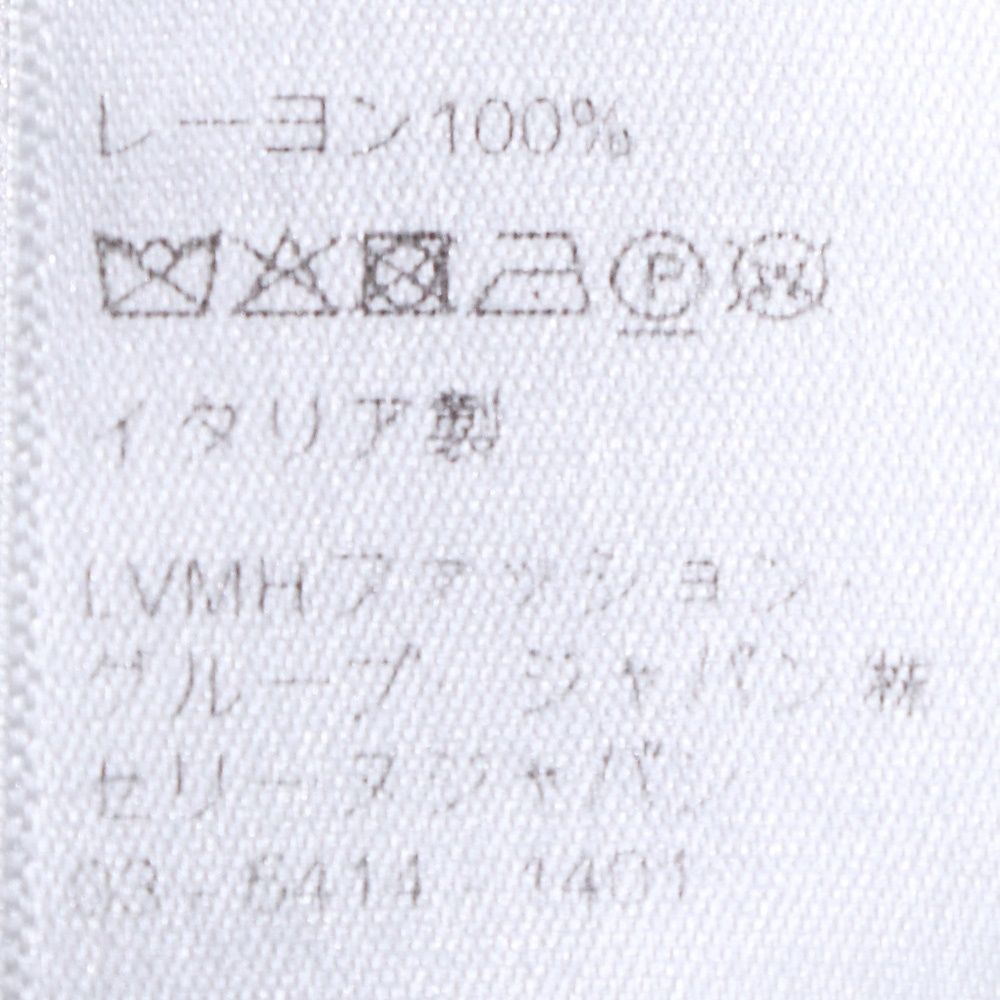 レーヨン100%
P W
イタリア製
LVMHファッション・
グループ・ジャパン㈱
セリーヌジャパン
03-6414-1401